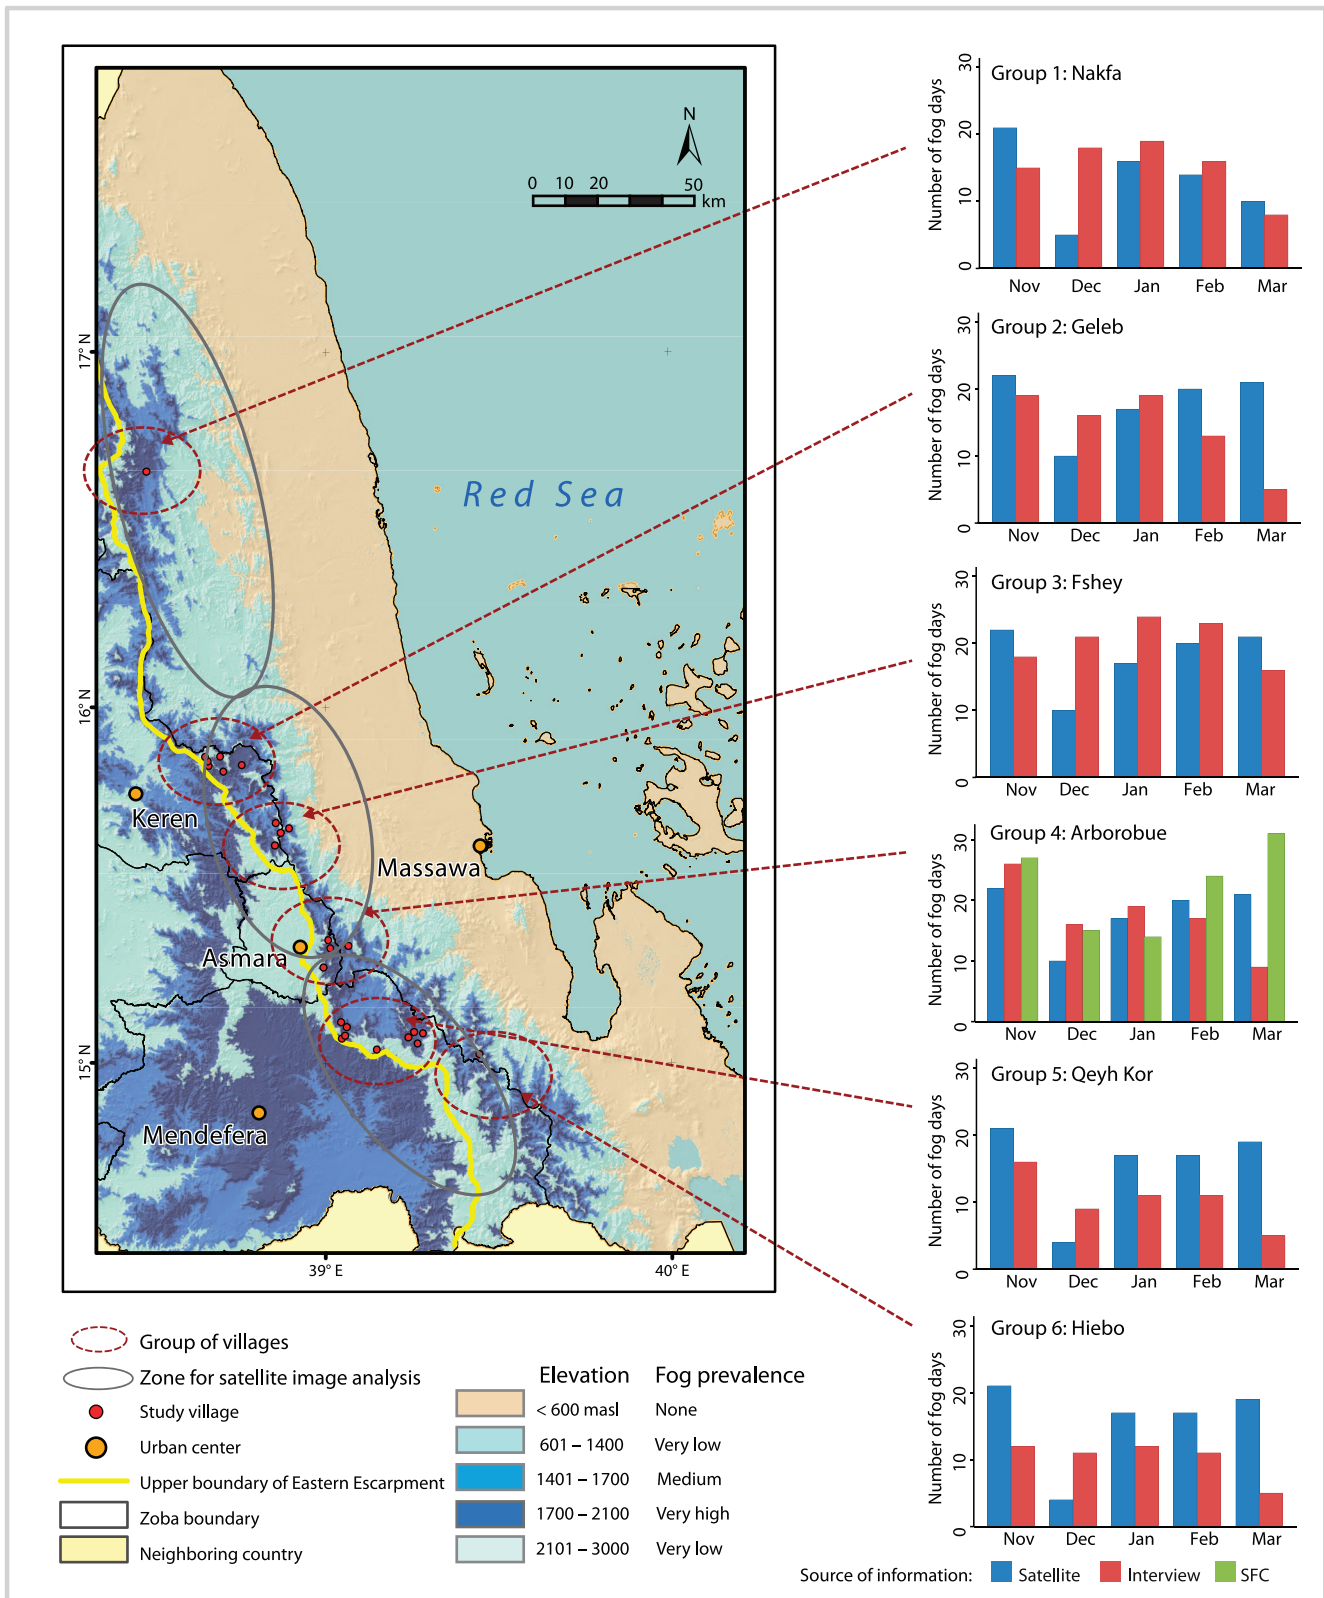 N
0 10 20 50
km
17° N
16° N
15° N
39° E
40° E
Red Sea
Keren
Massawa
Asmara
Mendefera
Group of villages
Zone for satellite image analysis
Study village
Urban center
Upper boundary of Eastern Escarpment
Zoba boundary
Neighboring country
Elevation Fog prevalence
< 600 masl None
601 – 1400 Very low
1401 – 1700 Medium
1700 – 2100 Very high
2101 – 3000 Very low
Group 1: Nakfa
Number of fog days
30
20
10
0
Nov Dec Jan Feb Mar
Group 2: Geleb
Number of fog days
30
20
10
0
Nov Dec Jan Feb Mar
Group 3: Fshey
Number of fog days
30
20
10
0
Nov Dec Jan Feb Mar
Group 4: Arborobue
Number of fog days
30
20
10
0
Nov Dec Jan Feb Mar
Group 5: Qeyh Kor
Number of fog days
30
20
10
0
Nov Dec Jan Feb Mar
Group 6: Hiebo
Number of fog days
30
20
10
0
Nov Dec Jan Feb Mar
Source of information: Satellite Interview SFC